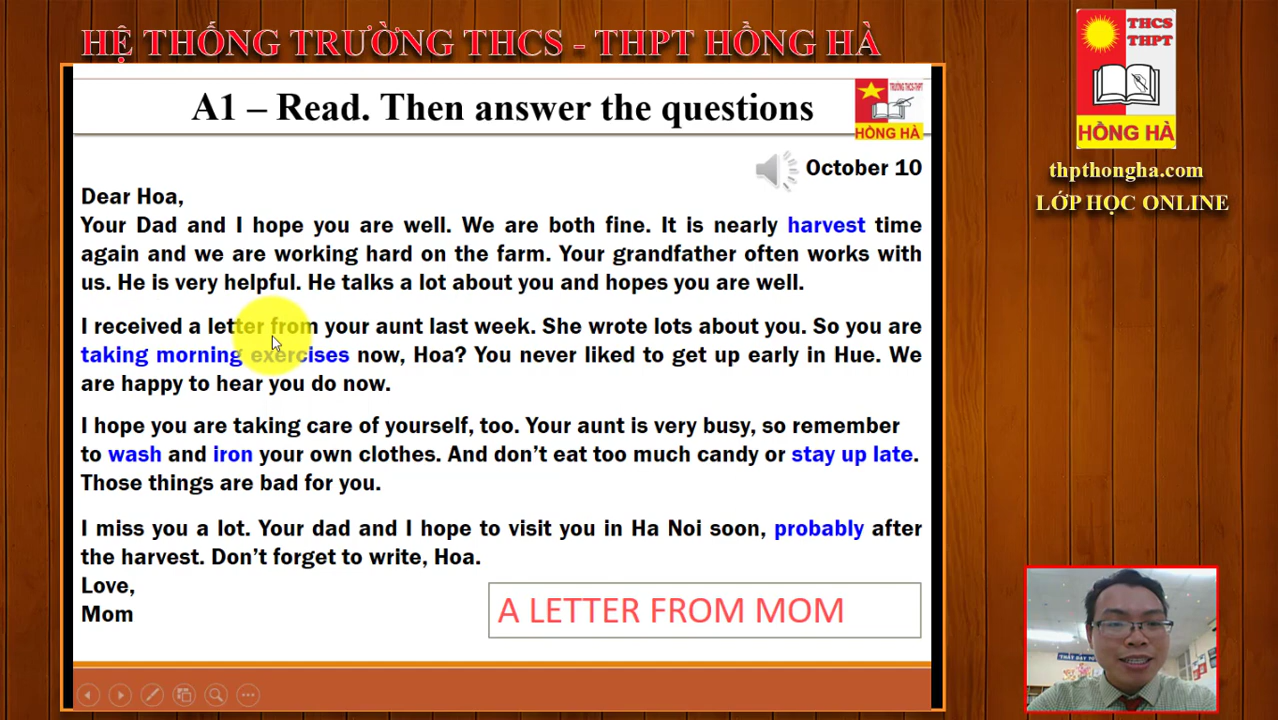 HỆ THỐNG TRƯỜNG THCS - THPT HỒNG HÀ
THCS
THPT
HỒNG HÀ
thpthongha.com
LỚP HỌC ONLINE
A1 – Read. Then answer the questions
TRƯỜNG THCS-THPT
HỒNG HÀ
October 10
Dear Hoa,
Your Dad and I hope you are well. We are both fine. It is nearly harvest time
again and we are working hard on the farm. Your grandfather often works with
us. He is very helpful. He talks a lot about you and hopes you are well.
I received a letter from your aunt last week. She wrote lots about you. So you are
taking morning exercises now, Hoa? You never liked to get up early in Hue. We
are happy to hear you do now.
I hope you are taking care of yourself, too. Your aunt is very busy, so remember
to wash and iron your own clothes. And don’t eat too much candy or stay up late.
Those things are bad for you.
I miss you a lot. Your dad and I hope to visit you in Ha Noi soon, probably after
the harvest. Don’t forget to write, Hoa.
Love,
Mom
A LETTER FROM MOM